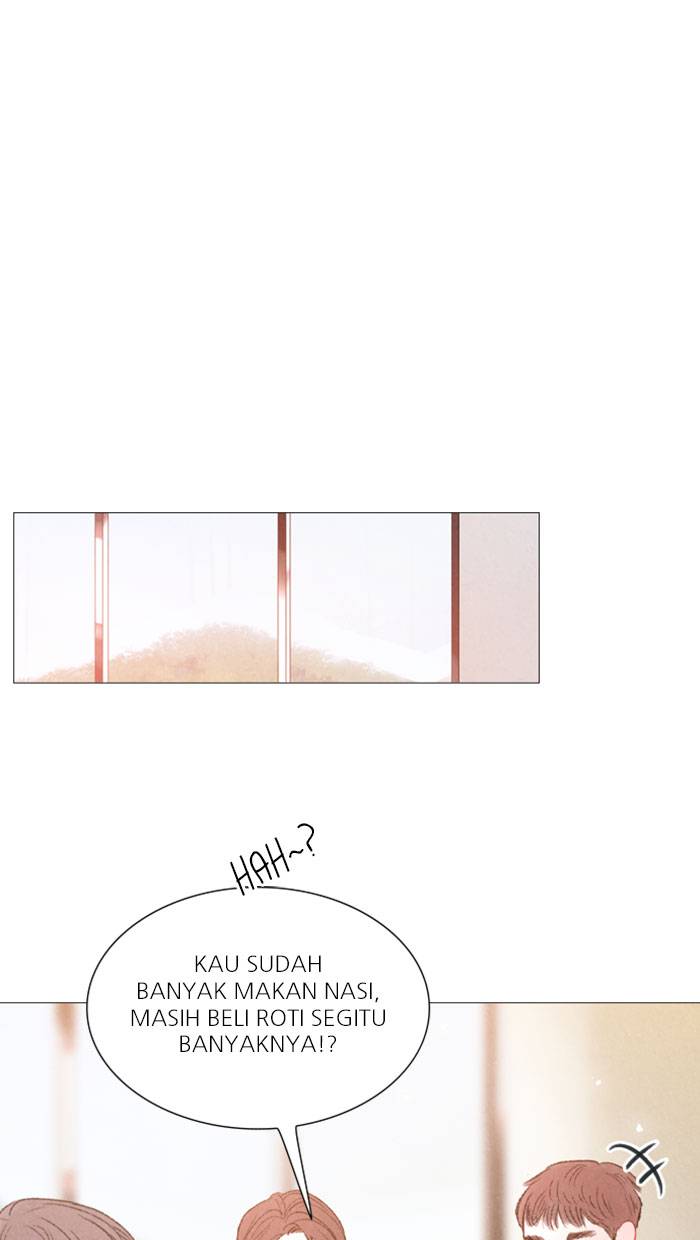 HAH~?
KAU SUDAH
BANYAK MAKAN NASI,
MASIH BELI ROTI SEGITU
BANYAKNYA!?